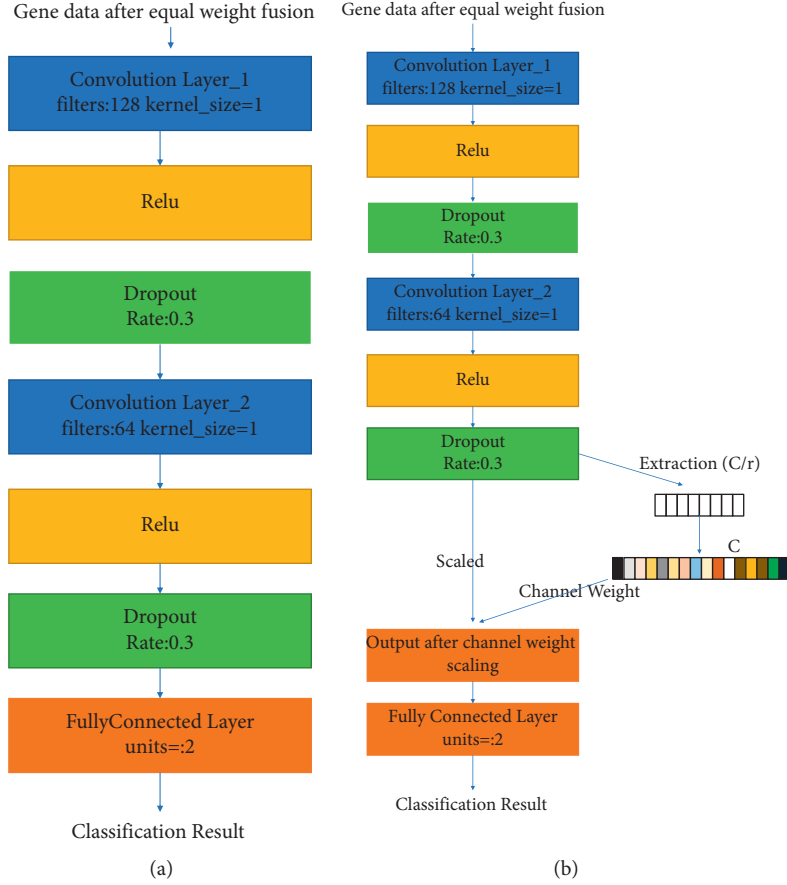 Gene data after equal weight fusion
Convolution Layer_1
filters:128 kernel_size=1
Relu
Dropout
Rate:0.3
Convolution Layer_2
filters:64 kernel_size=1
Relu
Dropout
Rate:0.3
FullyConnected Layer
units=:2
Classification Result
(a)
Gene data after equal weight fusion
Convolution Layer_1
filters:128 kernel_size=1
Relu
Dropout
Rate:0.3
Convolution Layer_2
filters:64 kernel_size=1
Relu
Dropout
Rate:0.3
Extraction (C/r)
C
Scaled
Channel Weight
Output after channel weight
scaling
Fully Connected Layer
units=:2
Classification Result
(b)